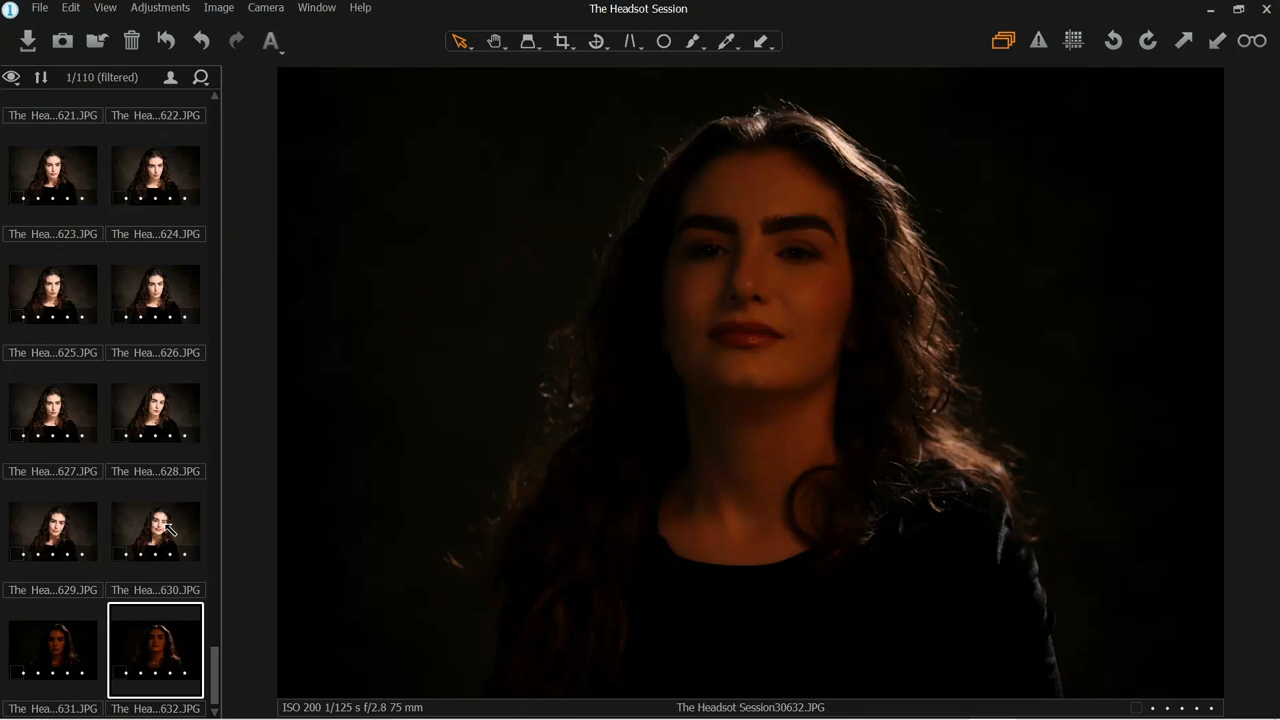 File Edit View Adjustments Image Camera Window Help
The Headsot Session
A
1/110 (filtered)
The Hea...621.JPG The Hea...622.JPG
The Hea...623.JPG The Hea...624.JPG
The Hea...625.JPG The Hea...626.JPG
The Hea...627.JPG The Hea...628.JPG
The Hea...629.JPG The Hea...630.JPG
The Hea...631.JPG The Hea...632.JPG
ISO 200 1/125 s f/2.8 75 mm
The Headsot Session30632.JPG